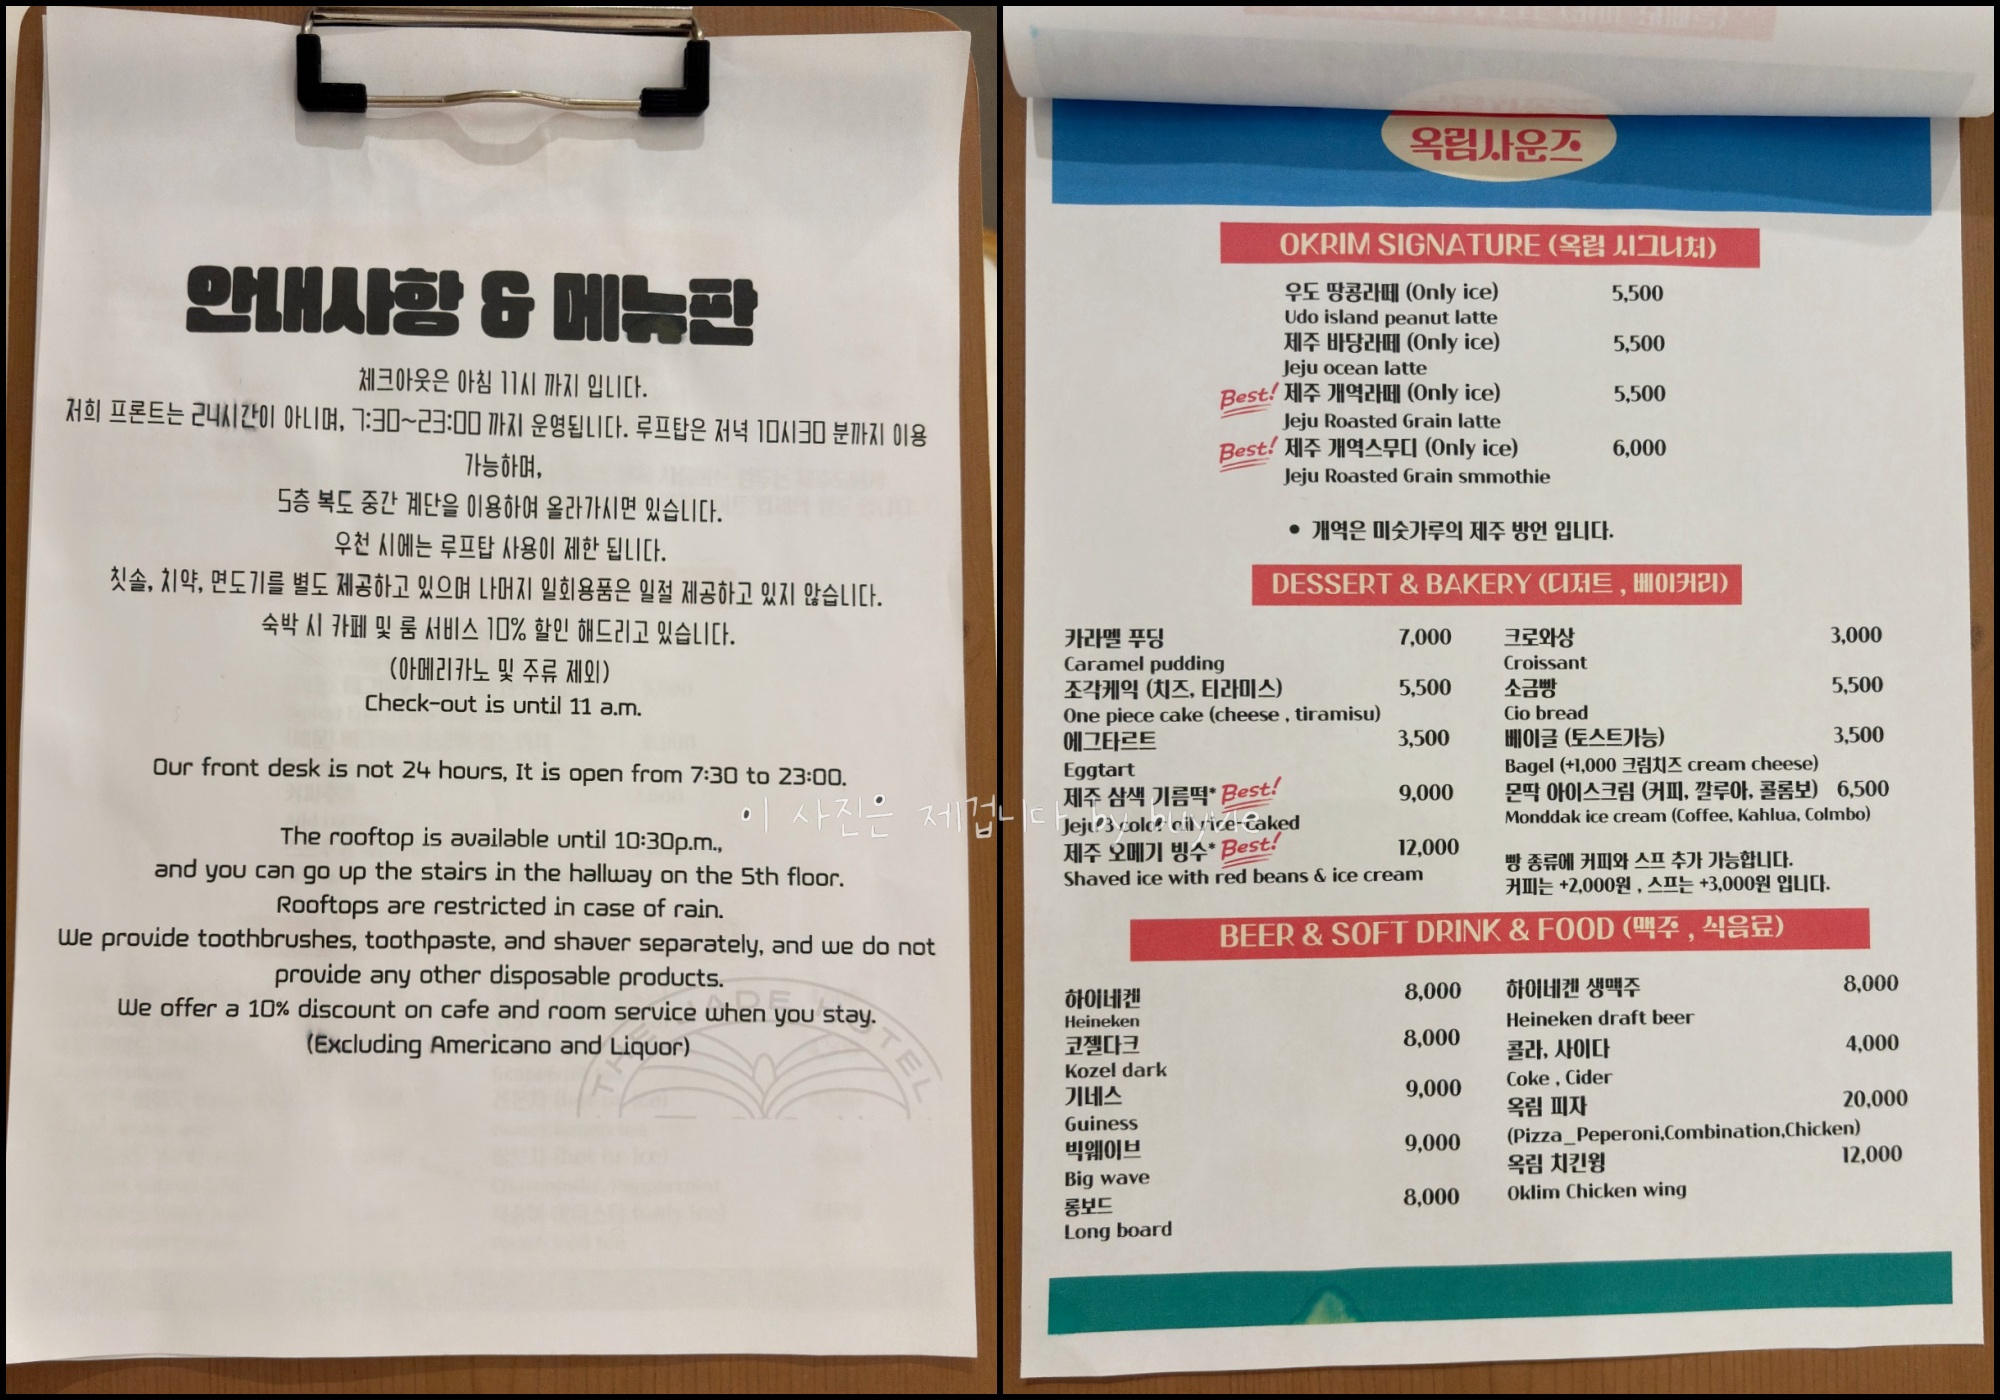 안내사항 & 메뉴판
체크아웃은 아침 11시 까지 입니다.
저희 프론트는 24시간이 아니며, 7:30~23:00 까지 운영됩니다. 루프탑은 저녁 10시30 분까지 이용
가능하며,
5층 복도 중간 계단을 이용하여 올라가시면 있습니다.
우천 시에는 루프탑 사용이 제한 됩니다.
칫솔, 치약, 면도기를 별도 제공하고 있으며 나머지 일회용품은 일절 제공하고 있지 않습니다.
숙박 시 카페 및 룸 서비스 10% 할인 해드리고 있습니다.
(아메리카노 및 주류 제외)
Check-out is until 11 a.m.
Our front desk is not 24 hours, It is open from 7:30 to 23:00.
The rooftop is available until 10:30p.m.,
and you can go up the stairs in the hallway on the 5th floor.
Rooftops are restricted in case of rain.
We provide toothbrushes, toothpaste, and shaver separately, and we do not
provide any other disposable products.
We offer a 10% discount on cafe and room service when you stay.
(Excluding Americano and Liquor)
THE JADE HOTEL
옥림사운즈
OKRIM SIGNATURE (옥림 시그니쳐)
우도 땅콩라떼 (Only ice) 5,500
Udo island peanut latte
제주 바당라떼 (Only ice) 5,500
Jeju ocean latte
Best! 제주 개역라떼 (Only ice) 5,500
Jeju Roasted Grain latte
Best! 제주 개역스무디 (Only ice) 6,000
Jeju Roasted Grain smmothie
• 개역은 미숫가루의 제주 방언 입니다.
DESSERT & BAKERY (디저트 , 베이커리)
카라멜 푸딩 7,000
Caramel pudding
조각케익 (치즈, 티라미스) 5,500
One piece cake (cheese , tiramisu)
에그타르트 3,500
Eggtart
제주 삼색 기름떡* Best! 9,000
Jeju 3 color oil rice-caked
제주 오메기 빙수* Best! 12,000
Shaved ice with red beans & ice cream
크로와상 3,000
Croissant
소금빵 5,500
Cio bread
베이글 (토스트가능) 3,500
Bagel (+1,000 크림치즈 cream cheese)
몬딱 아이스크림 (커피, 깔루아, 콜롬보) 6,500
Monddak ice cream (Coffee, Kahlua, Colmbo)
빵 종류에 커피와 스프 추가 가능합니다.
커피는 +2,000원 , 스프는 +3,000원 입니다.
BEER & SOFT DRINK & FOOD (맥주 , 식음료)
하이네켄 8,000
Heineken
코젤다크 8,000
Kozel dark
기네스 9,000
Guiness
빅웨이브 9,000
Big wave
롱보드 8,000
Long board
하이네켄 생맥주 8,000
Heineken draft beer
콜라, 사이다 4,000
Coke , Cider
옥림 피자 20,000
(Pizza_Peperoni,Combination,Chicken)
옥림 치킨윙 12,000
Oklim Chicken wing
이 사진은 제겁니다 by